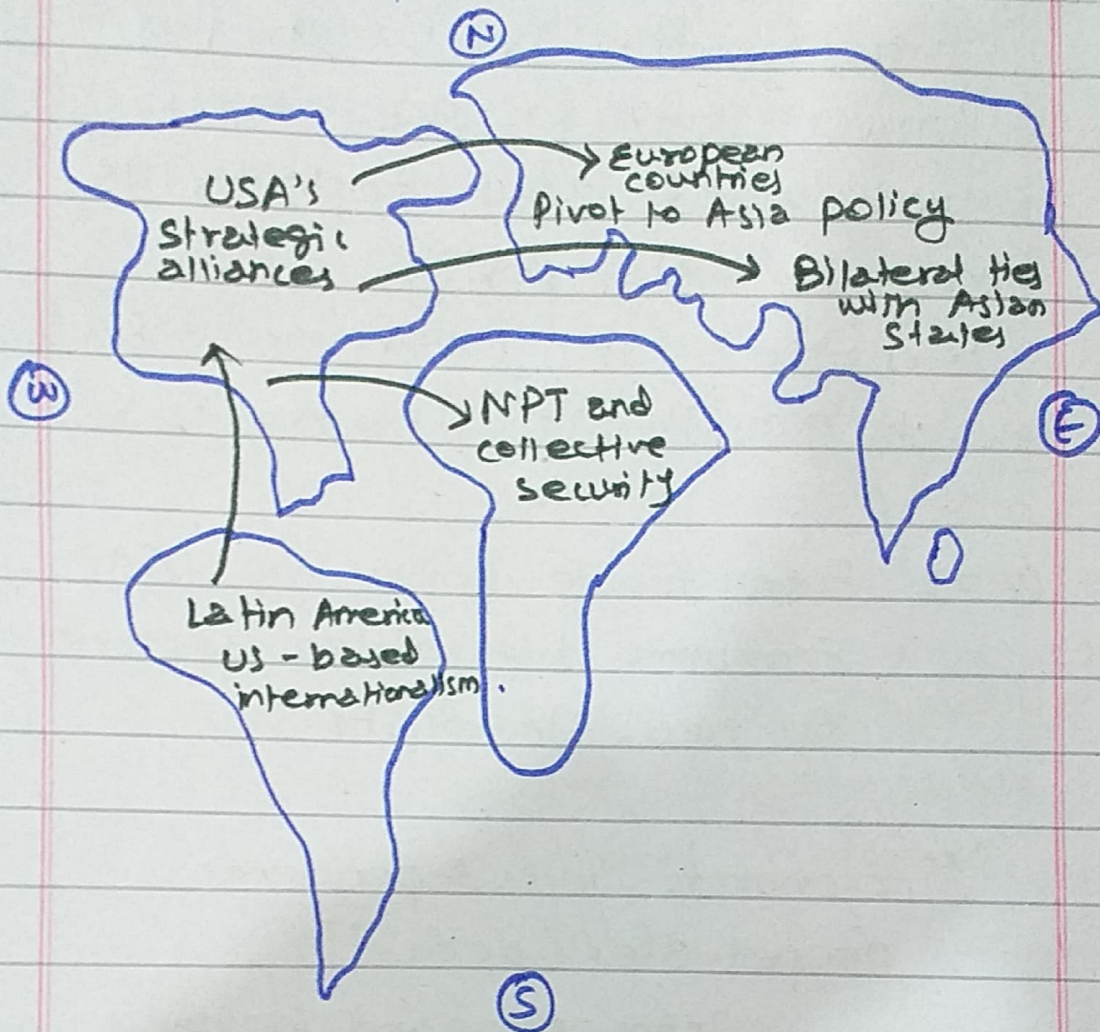 N
USA's
strategic
alliances
European
countries
Pivot to Asia policy
Bilateral ties
with Asian
States
W
E
NPT and
collective
security
Latin America
US-based
internationalism.
S